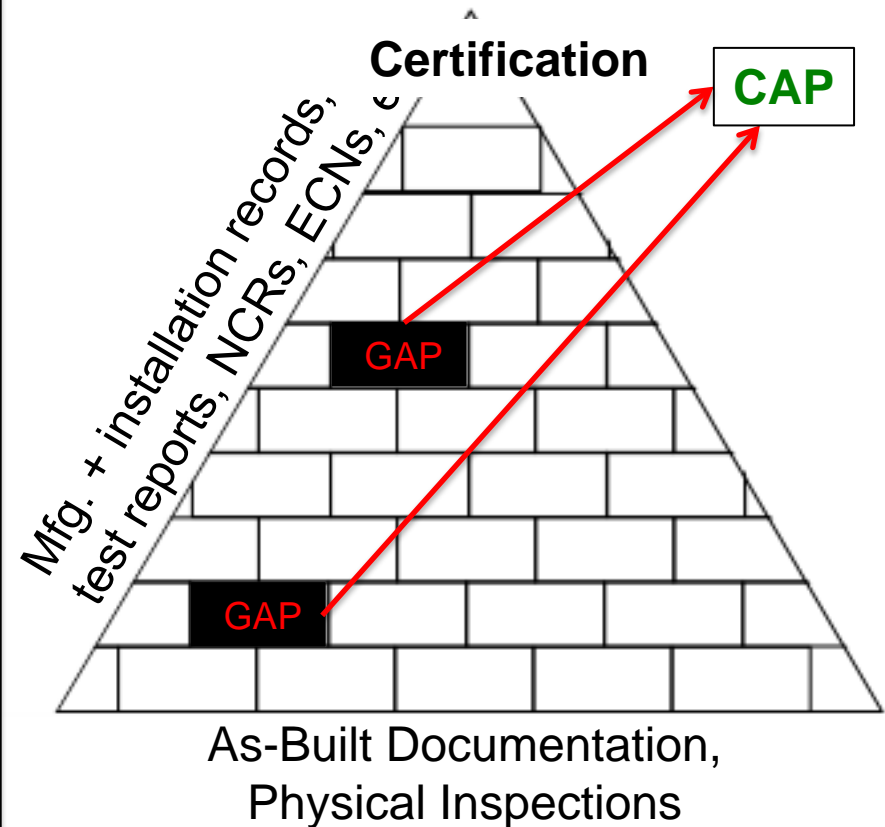 Certification
CAP
Mfg. + installation records,
test reports, NCRs, ECNs,
GAP
GAP
As-Built Documentation,
Physical Inspections